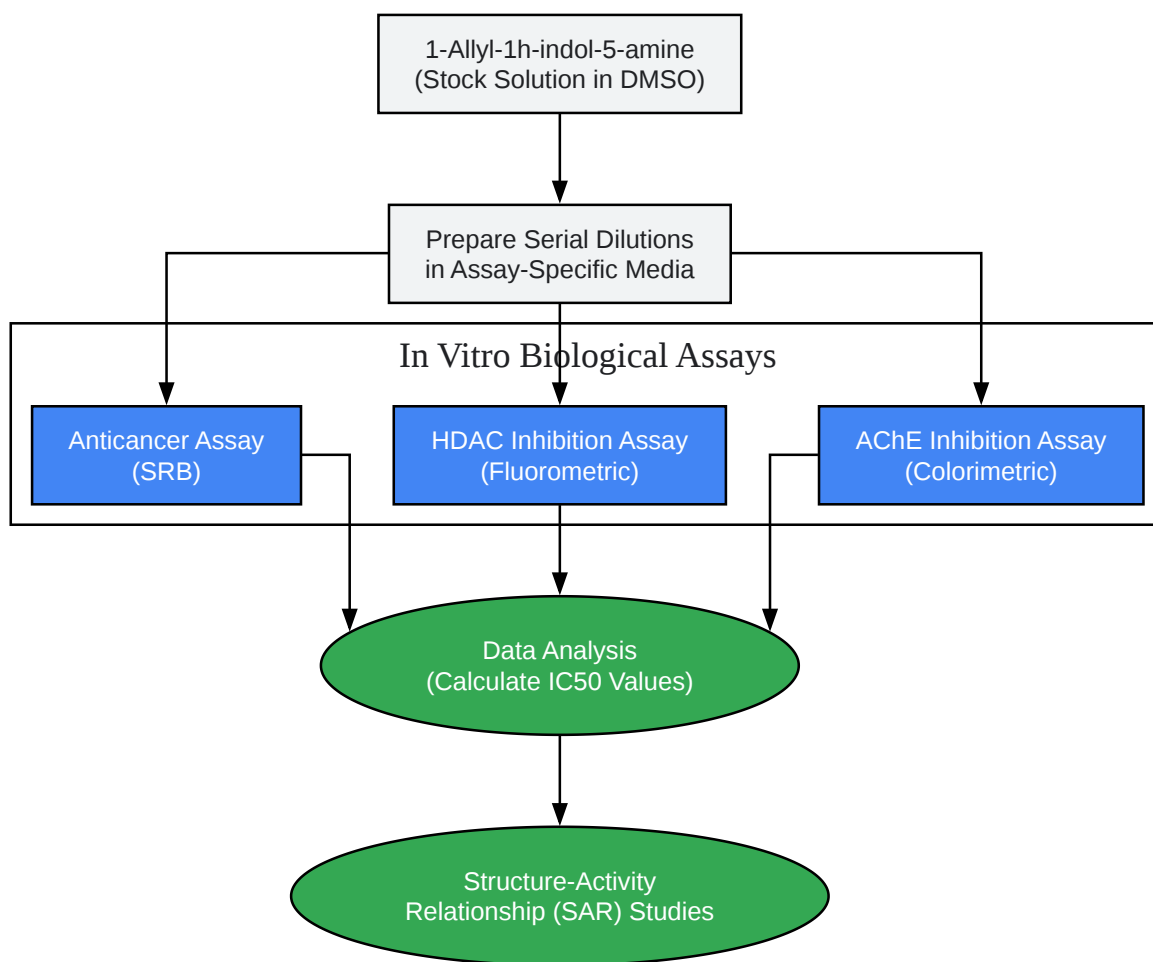 1-Allyl-1h-indol-5-amine
(Stock Solution in DMSO)
Prepare Serial Dilutions
in Assay-Specific Media
In Vitro Biological Assays
Anticancer Assay
(SRB)
HDAC Inhibition Assay
(Fluorometric)
AChE Inhibition Assay
(Colorimetric)
Data Analysis
(Calculate IC50 Values)
Structure-Activity
Relationship (SAR) Studies